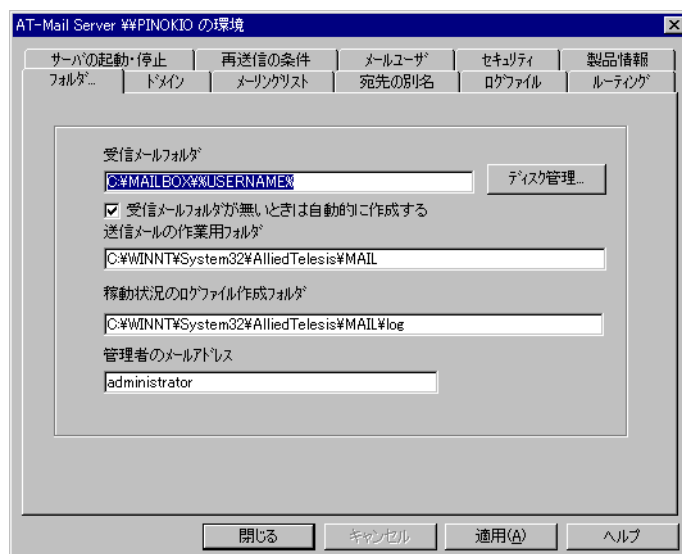 AT-Mail Server ¥¥PINOKIO の環境
サーバの起動・停止 再送信の条件 メールユーザ セキュリティ 製品情報
フォルダ... ドメイン メーリングリスト 宛先の別名 ログファイル ルーティング
受信メールフォルダ
C:¥MAILBOX¥%USERNAME% ディスク管理...
受信メールフォルダが無いときは自動的に作成する
送信メールの作業用フォルダ
C:¥WINNT¥System32¥AlliedTelesis¥MAIL
稼動状況のログファイル作成フォルダ
C:¥WINNT¥System32¥AlliedTelesis¥MAIL¥log
管理者のメールアドレス
administrator
閉じる キャンセル 適用(A) ヘルプ